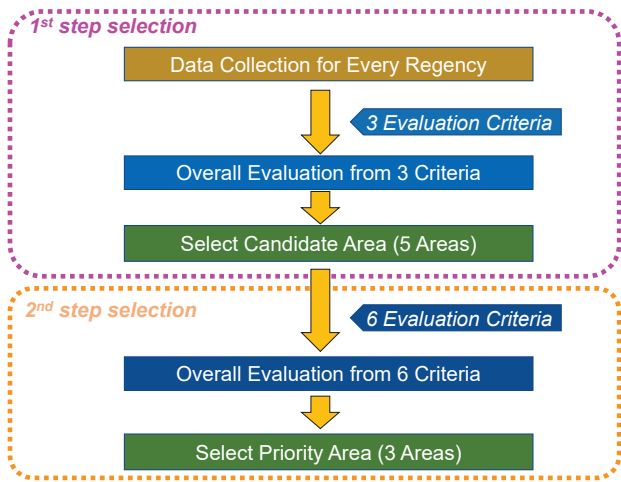 1st step selection
Data Collection for Every Regency
3 Evaluation Criteria
Overall Evaluation from 3 Criteria
Select Candidate Area (5 Areas)
2nd step selection
6 Evaluation Criteria
Overall Evaluation from 6 Criteria
Select Priority Area (3 Areas)